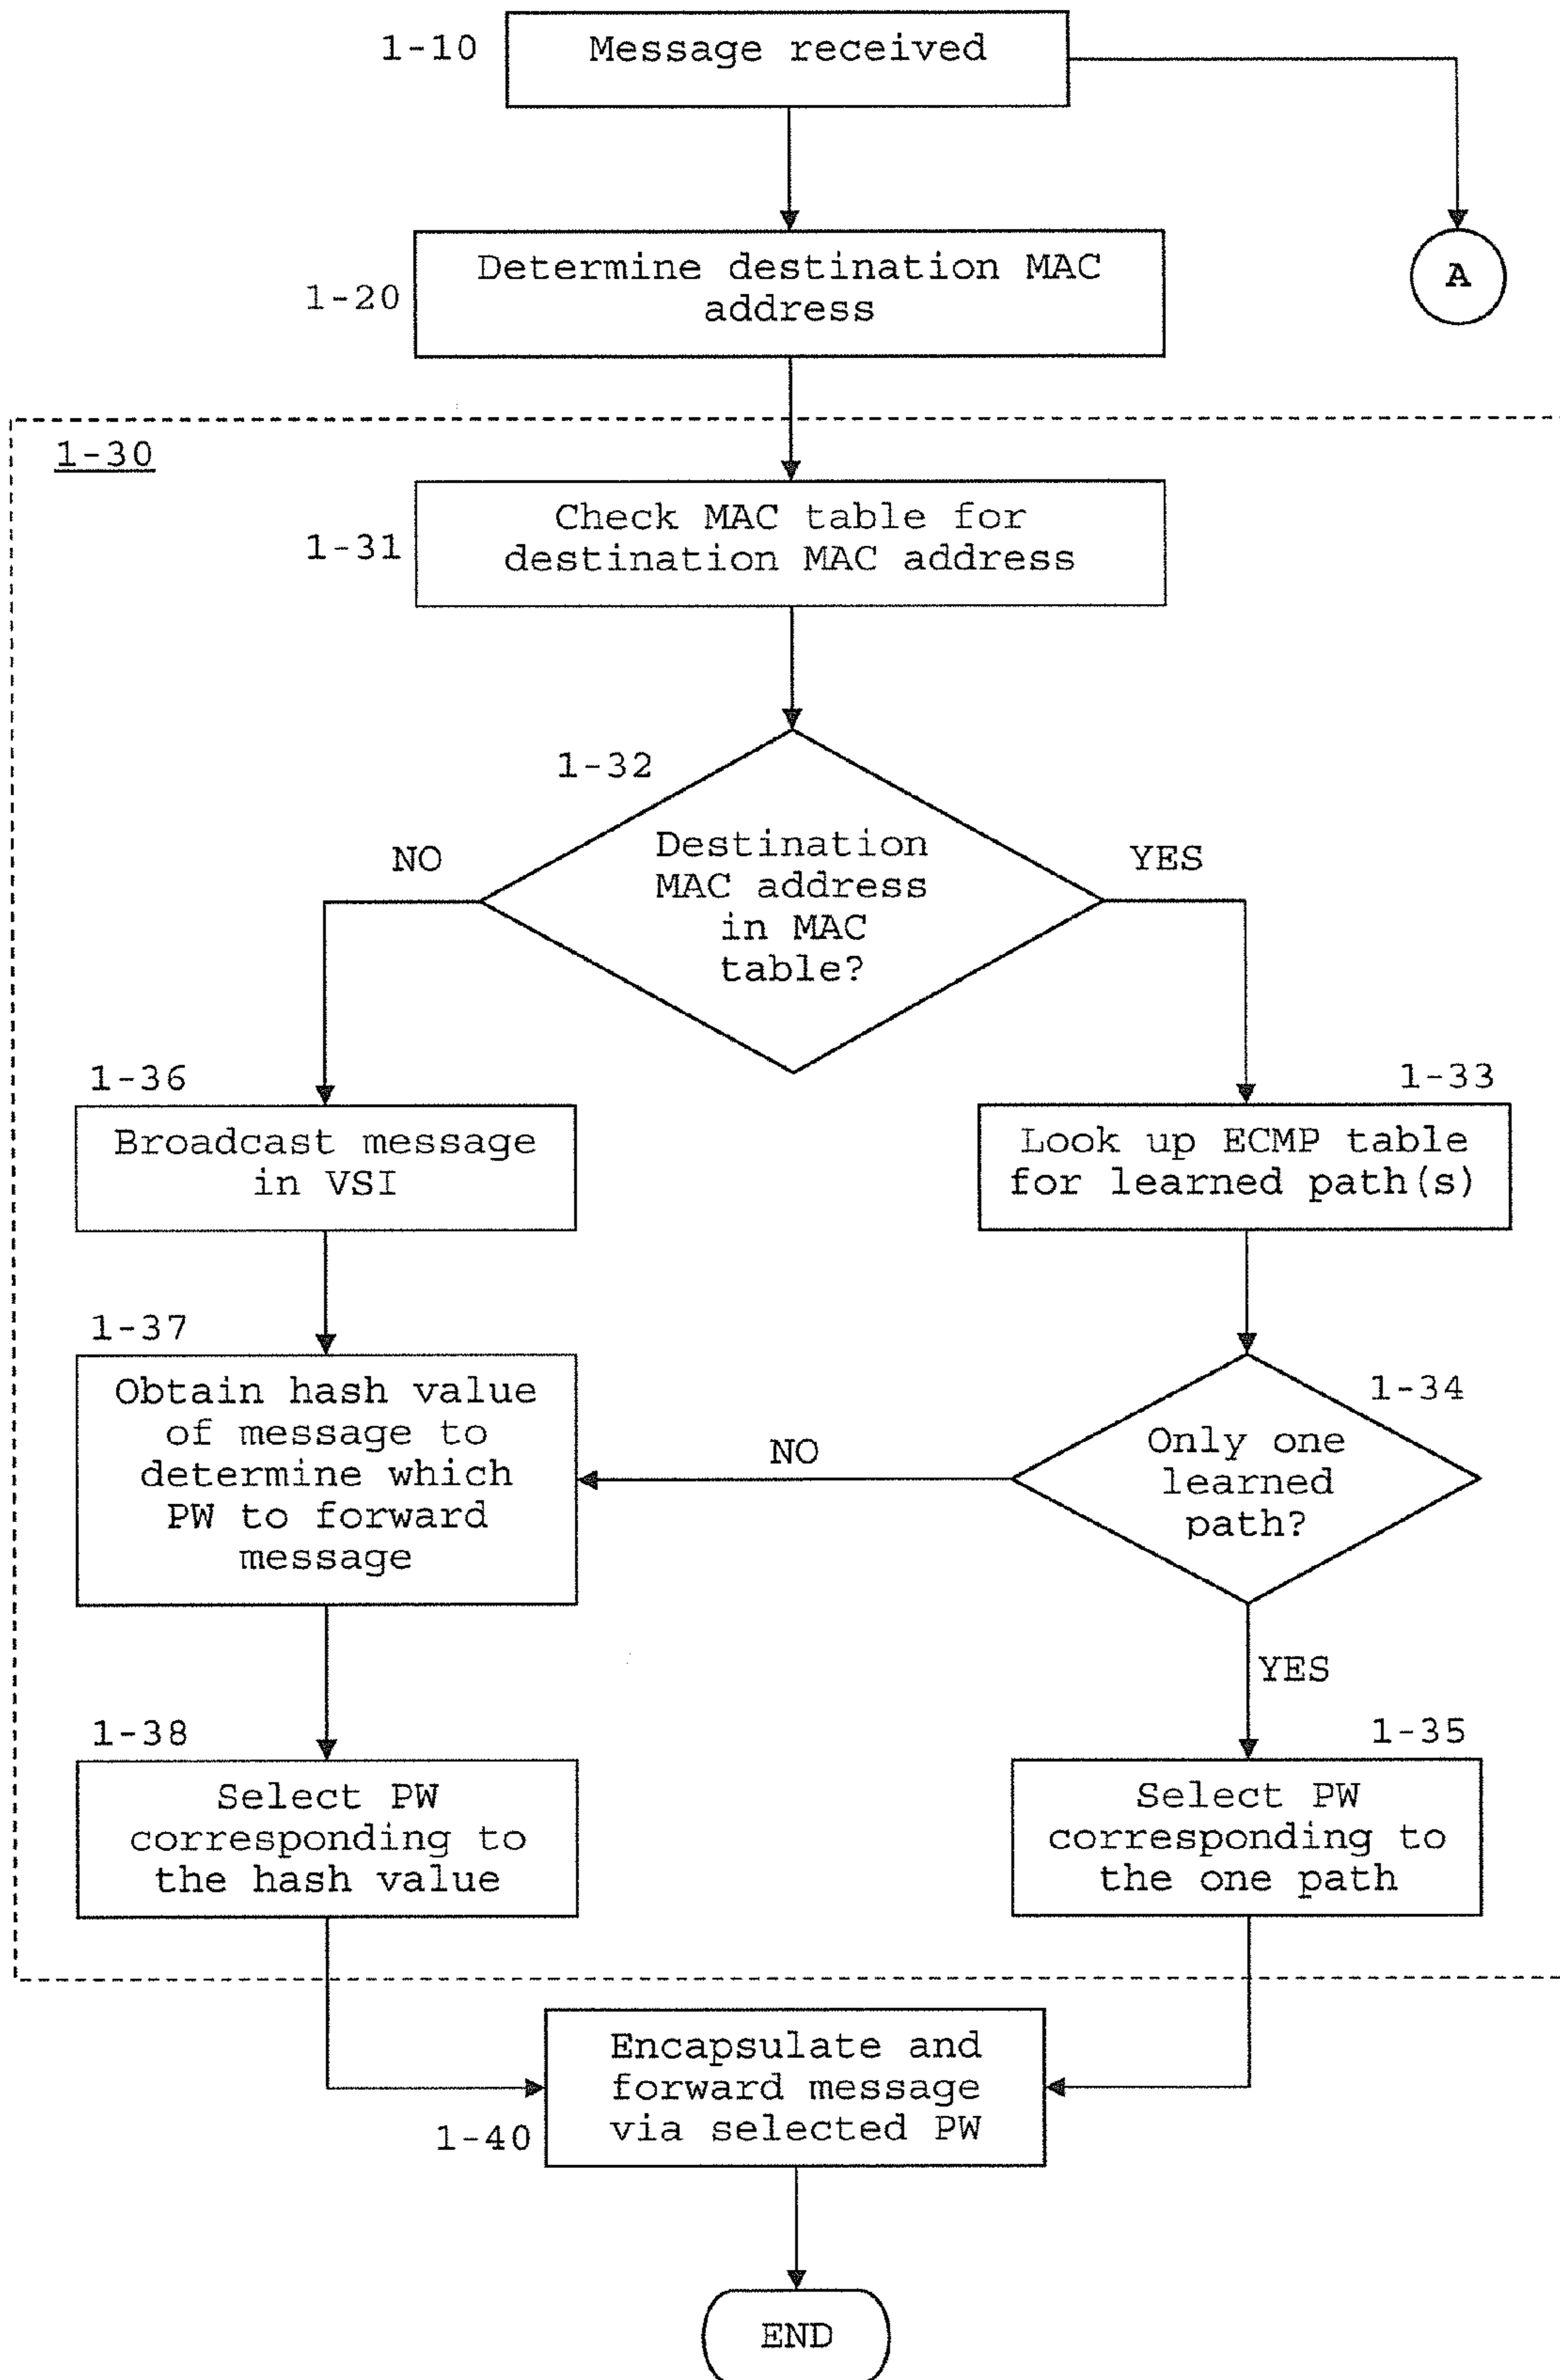 1-10
Message received
1-20
Determine destination MAC
address
A
1-30
1-31
Check MAC table for
destination MAC address
1-32
Destination
MAC address
in MAC
table?
NO
YES
1-36
Broadcast message
in VSI
1-33
Look up ECMP table
for learned path(s)
1-37
Obtain hash value
of message to
determine which
PW to forward
message
NO
1-34
Only one
learned
path?
YES
1-38
Select PW
corresponding to
the hash value
1-35
Select PW
corresponding to
the one path
1-40
Encapsulate and
forward message
via selected PW
END